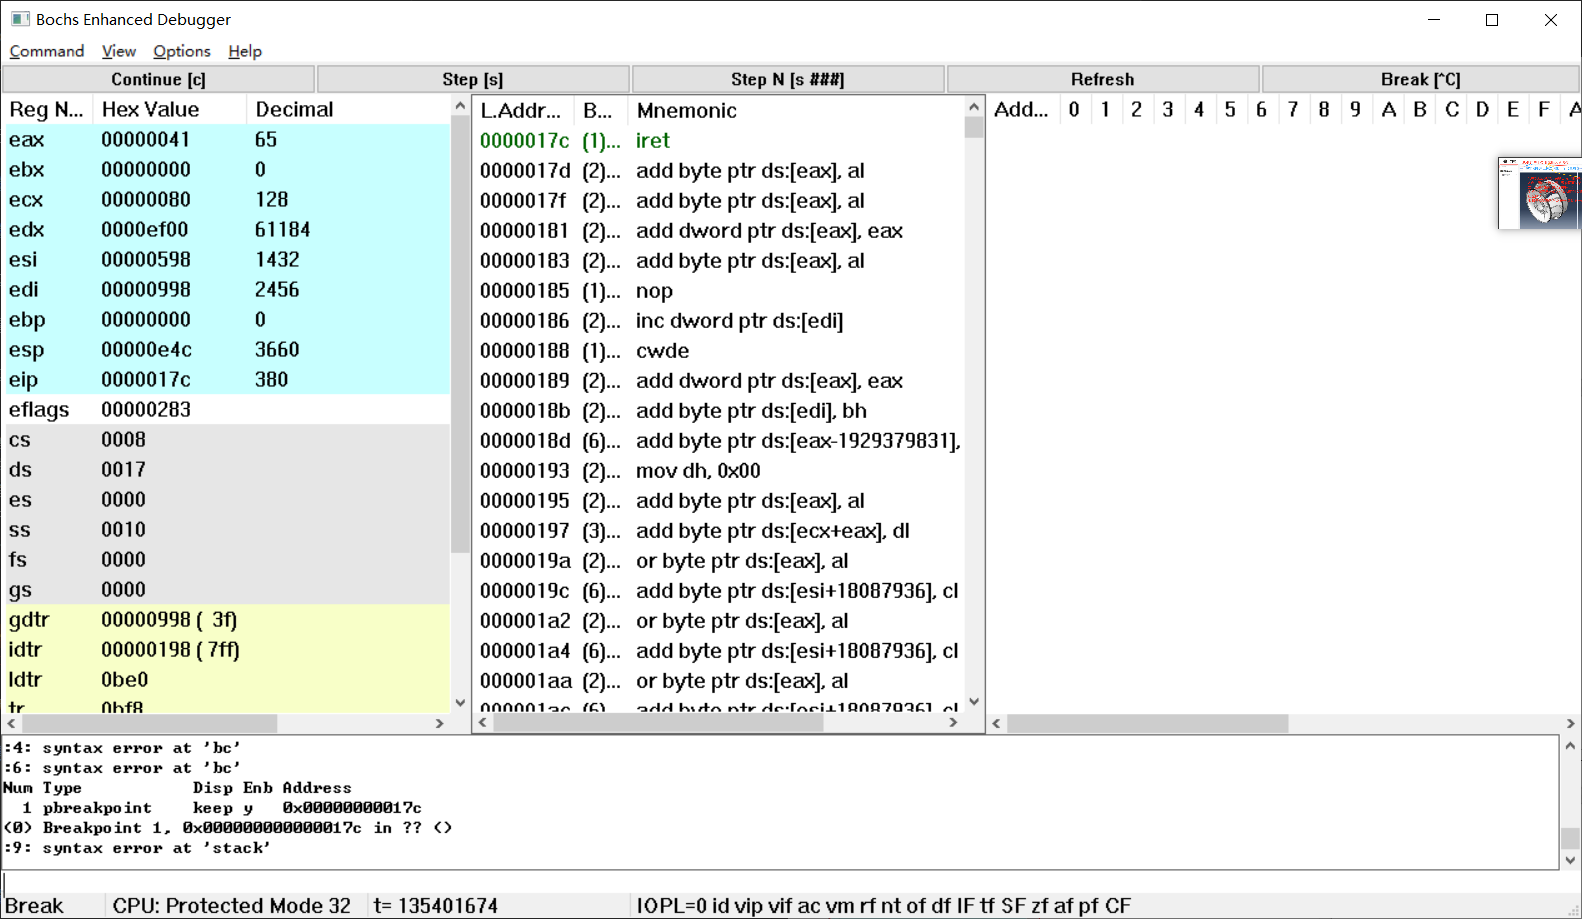 Bochs Enhanced Debugger
Command View Options Help
Continue [c] Step [s] Step N [s ###] Refresh Break [^C]
Reg N... Hex Value Decimal
eax 00000041 65
ebx 00000000 0
ecx 00000080 128
edx 0000ef00 61184
esi 00000598 1432
edi 00000998 2456
ebp 00000000 0
esp 00000e4c 3660
eip 0000017c 380
eflags 00000283
cs 0008
ds 0017
es 0000
ss 0010
fs 0000
gs 0000
gdtr 00000998 ( 3f)
idtr 00000198 ( 7ff)
ldtr 0be0
tr 0bf8
L.Addr... B... Mnemonic
0000017c (1)... iret
0000017d (2)... add byte ptr ds:[eax], al
0000017f (2)... add byte ptr ds:[eax], al
00000181 (2)... add dword ptr ds:[eax], eax
00000183 (2)... add byte ptr ds:[eax], al
00000185 (1)... nop
00000186 (2)... inc dword ptr ds:[edi]
00000188 (1)... cwde
00000189 (2)... add dword ptr ds:[eax], eax
0000018b (2)... add byte ptr ds:[edi], bh
0000018d (6)... add byte ptr ds:[eax-1929379831],
00000193 (2)... mov dh, 0x00
00000195 (2)... add byte ptr ds:[eax], al
00000197 (3)... add byte ptr ds:[ecx+eax], dl
0000019a (2)... or byte ptr ds:[eax], al
0000019c (6)... add byte ptr ds:[esi+18087936], cl
000001a2 (2)... or byte ptr ds:[eax], al
000001a4 (6)... add byte ptr ds:[esi+18087936], cl
000001aa (2)... or byte ptr ds:[eax], al
000001ac (6)... add byte ptr ds:[esi+18087936], cl
Add... 0 1 2 3 4 5 6 7 8 9 A B C D E F A
:4: syntax error at 'bc'
:6: syntax error at 'bc'
Num Type Disp Enb Address
1 pbreakpoint keep y 0x00000000017c
(0) Breakpoint 1, 0x000000000000017c in ?? ()
:9: syntax error at 'stack'
Break CPU: Protected Mode 32 t= 135401674 IOPL=0 id vip vif ac vm rf nt of df IF tf SF zf af pf CF